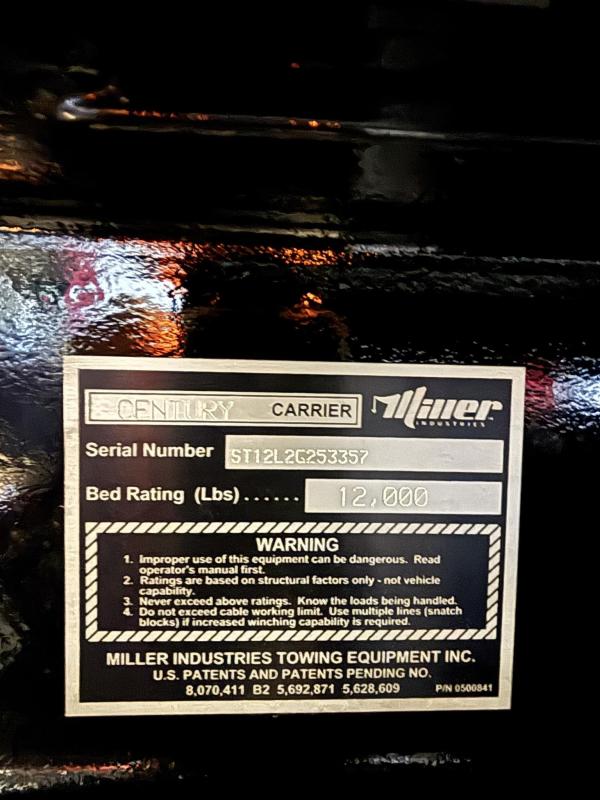 CENTURY CARRIER Miller
INDUSTRIES
Serial Number ST12L2G253357
Bed Rating (Lbs)...... 12,000
WARNING
1. Improper use of this equipment can be dangerous. Read
operator's manual first.
2. Ratings are based on structural factors only - not vehicle
capability.
3. Never exceed above ratings. Know the loads being handled.
4. Do not exceed cable working limit. Use multiple lines (snatch
blocks) if increased winching capability is required.
MILLER INDUSTRIES TOWING EQUIPMENT INC.
U.S. PATENTS AND PATENTS PENDING NO.
8,070,411 B2 5,692,871 5,628,609 P/N 0500841